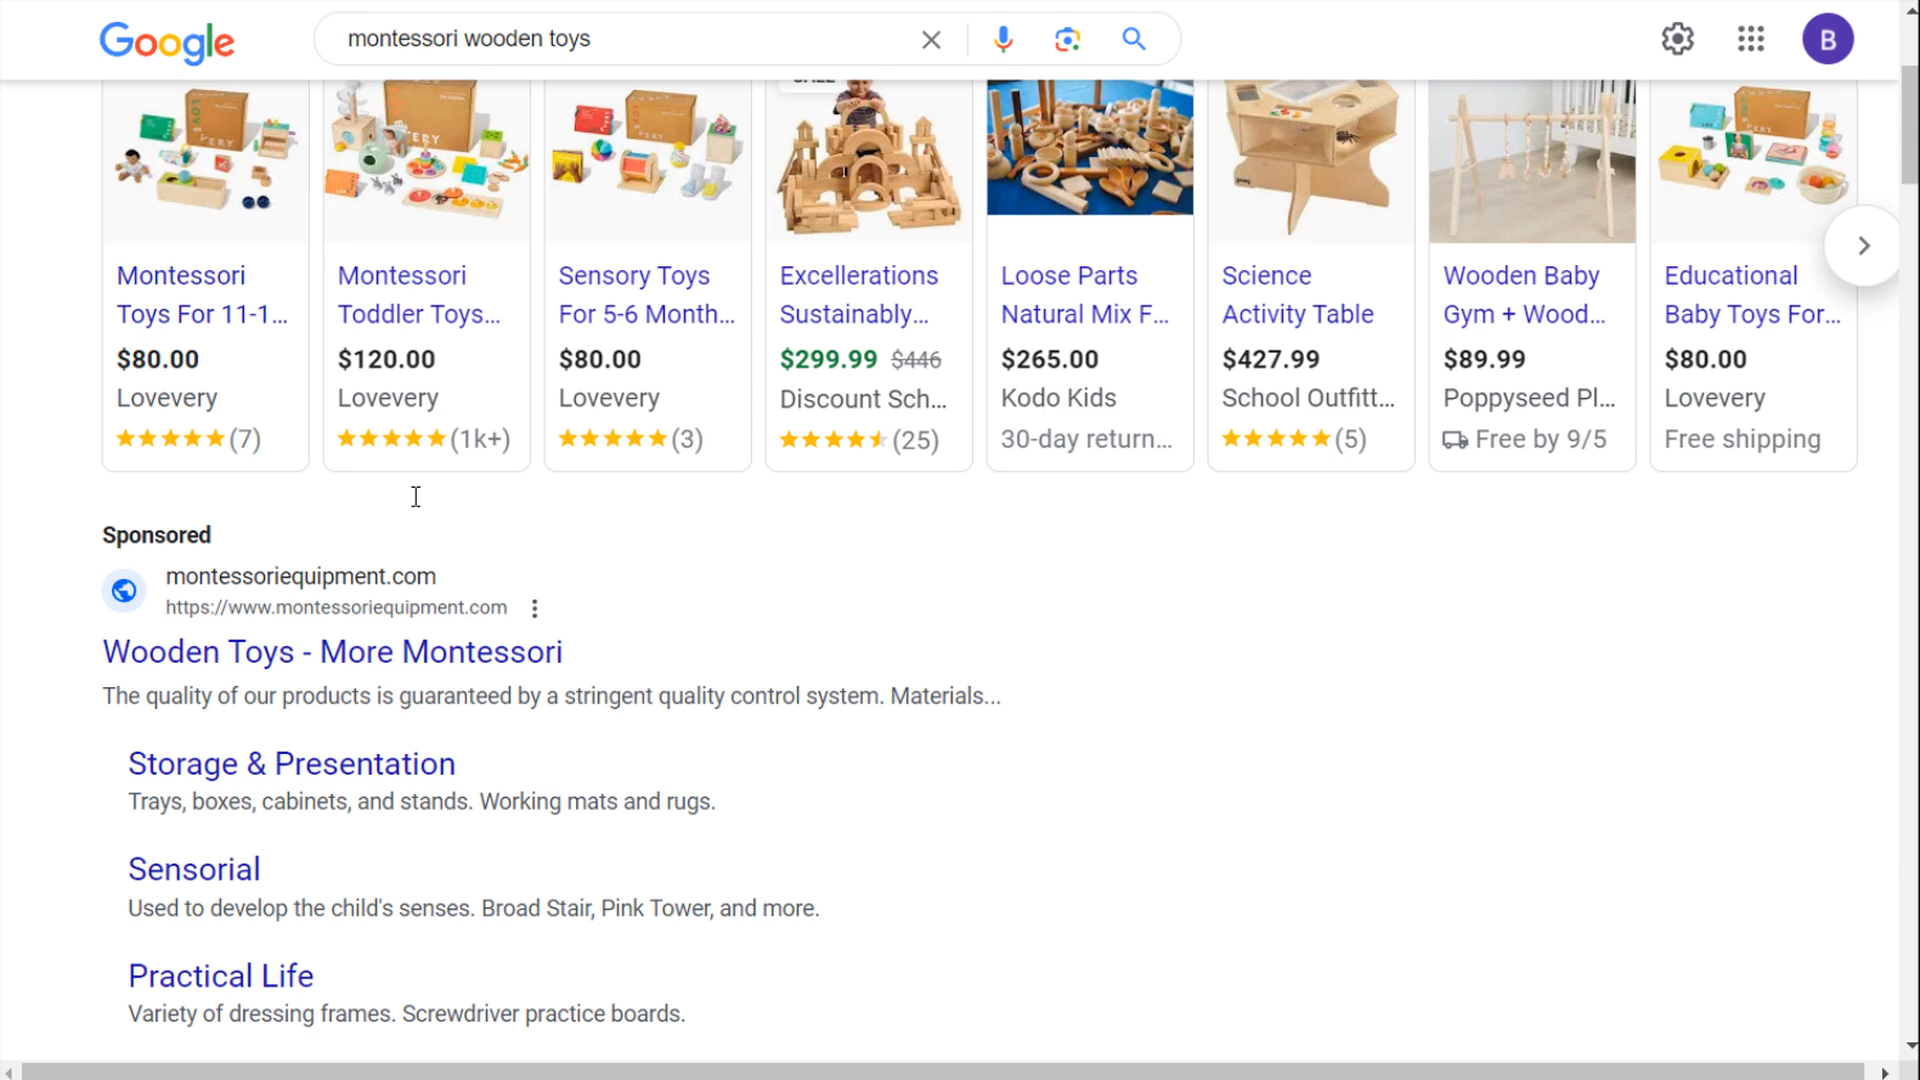 Google
montessori wooden toys
B
Montessori
Toys For 11-1...
$80.00
Lovevery
(7)
Montessori
Toddler Toys...
$120.00
Lovevery
(1k+)
Sensory Toys
For 5-6 Month...
$80.00
Lovevery
(3)
Excellerations
Sustainably...
$299.99 $446
Discount Sch...
(25)
Loose Parts
Natural Mix F...
$265.00
Kodo Kids
30-day return...
Science
Activity Table
$427.99
School Outfitt...
(5)
Wooden Baby
Gym + Wood...
$89.99
Poppyseed Pl...
Free by 9/5
Educational
Baby Toys For...
$80.00
Lovevery
Free shipping
Sponsored
montessoriequipment.com
https://www.montessoriequipment.com
Wooden Toys - More Montessori
The quality of our products is guaranteed by a stringent quality control system. Materials...
Storage & Presentation
Trays, boxes, cabinets, and stands. Working mats and rugs.
Sensorial
Used to develop the child's senses. Broad Stair, Pink Tower, and more.
Practical Life
Variety of dressing frames. Screwdriver practice boards.